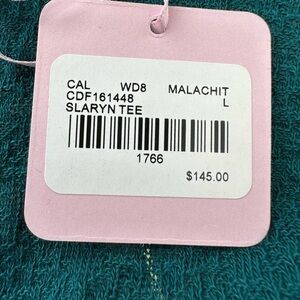 CAL WD8 MALACHIT
CDF161448 L
SLARYN TEE
1766
$145.00